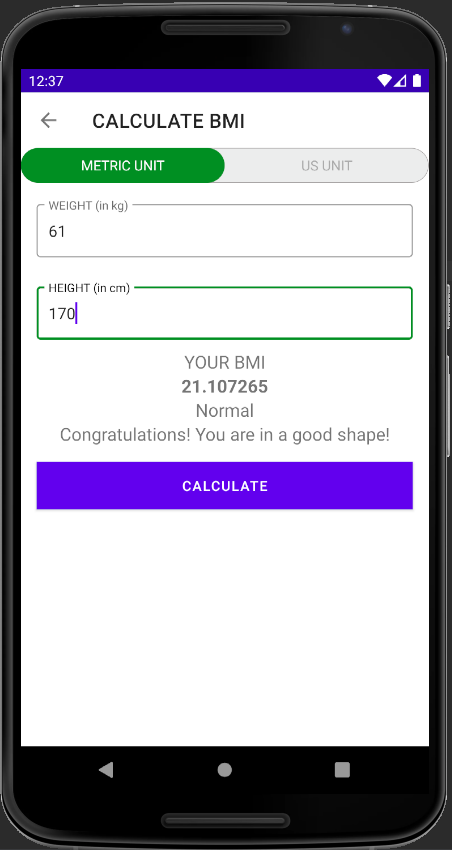 12:37
CALCULATE BMI
METRIC UNIT US UNIT
WEIGHT (in kg)
61
HEIGHT (in cm)
170
YOUR BMI
21.107265
Normal
Congratulations! You are in a good shape!
CALCULATE